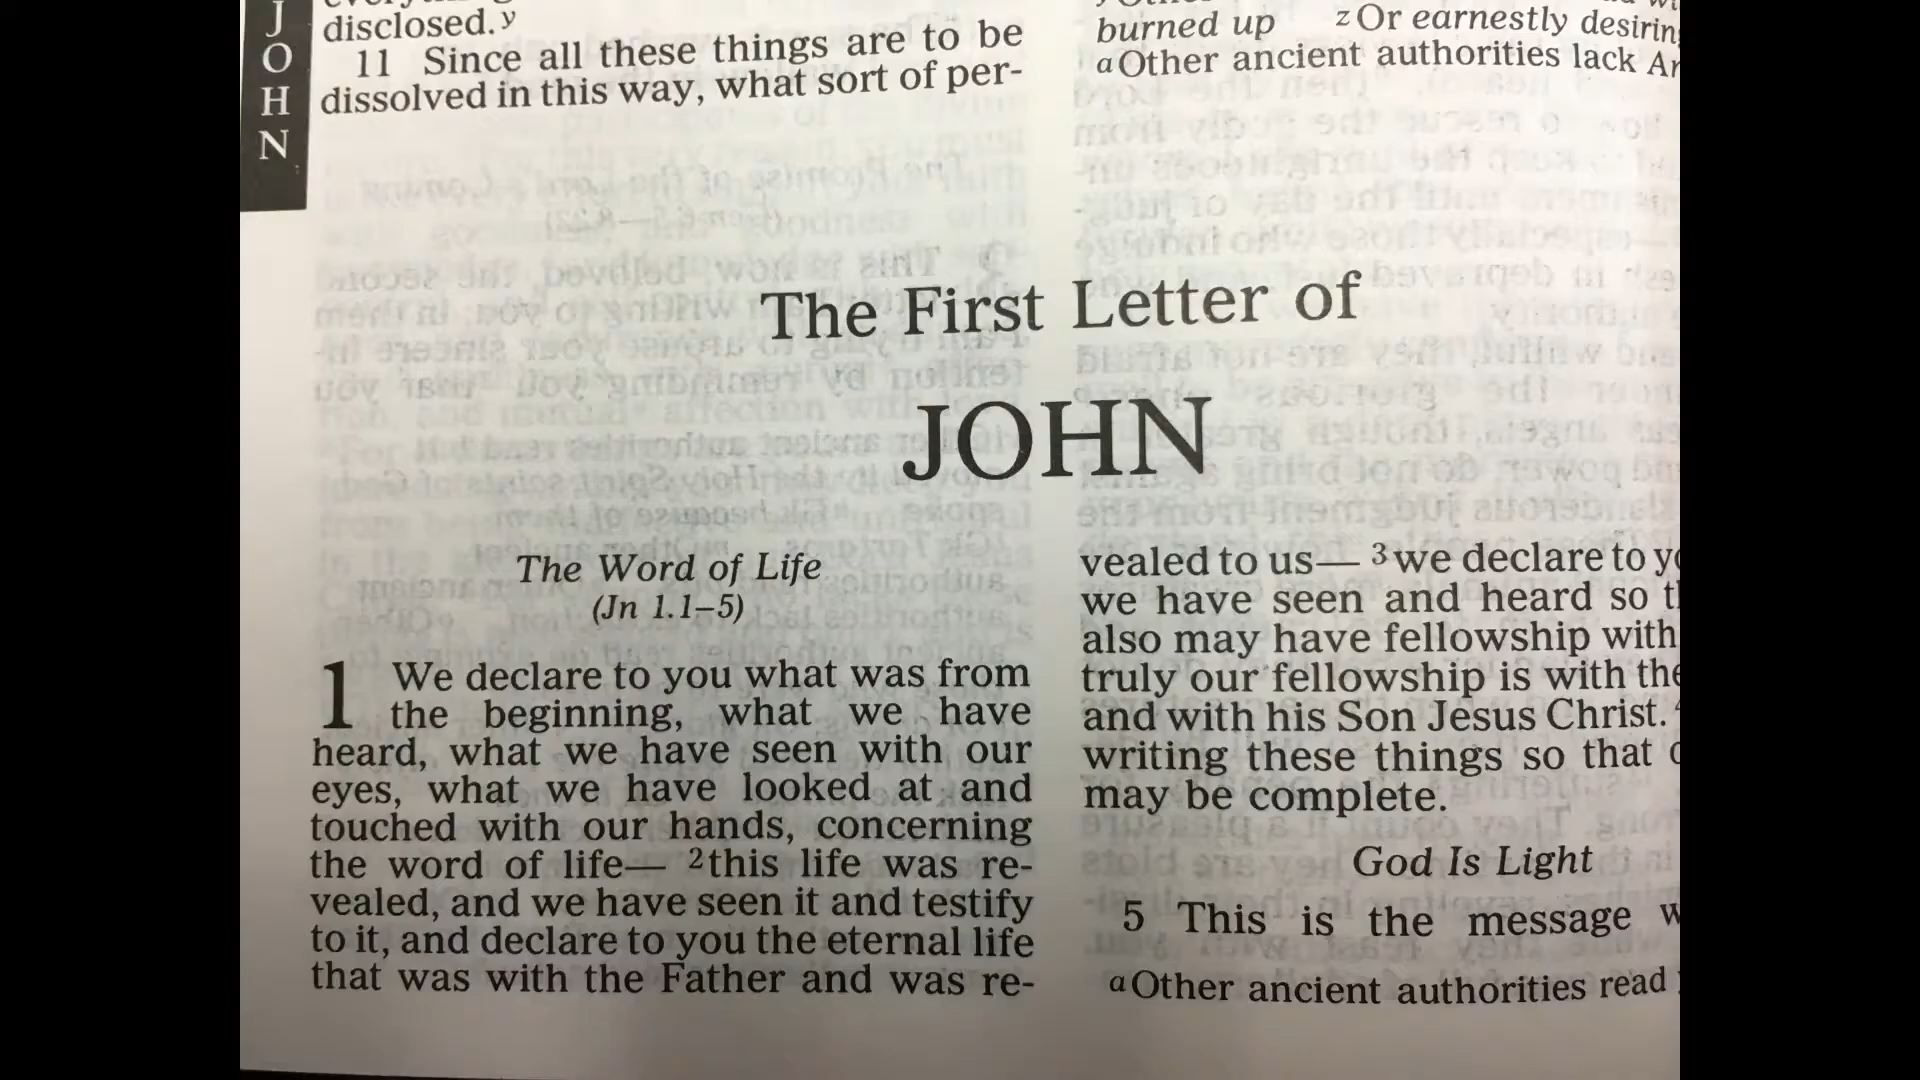 JOHN
disclosed.y
11 Since all these things are to be
dissolved in this way, what sort of per-
burned up zOr earnestly
aOther ancient authorities lack
The First Letter of
JOHN
The Word of Life
(Jn 1.1–5)
1 We declare to you what was from
the beginning, what we have
heard, what we have seen with our
eyes, what we have looked at and
touched with our hands, concerning
the word of life— 2this life was re-
vealed, and we have seen it and testify
to it, and declare to you the eternal life
that was with the Father and was re-
vealed to us— 3we declare to
we have seen and heard so
also may have fellowship with
truly our fellowship is with the
and with his Son Jesus Christ.
writing these things so that
may be complete.
God Is Light
5 This is the message
aOther ancient authorities read